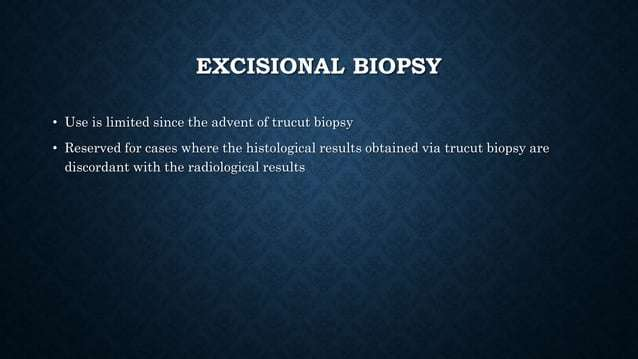 EXCISIONAL BIOPSY
• Use is limited since the advent of trucut biopsy
• Reserved for cases where the histological results obtained via trucut biopsy are
discordant with the radiological results